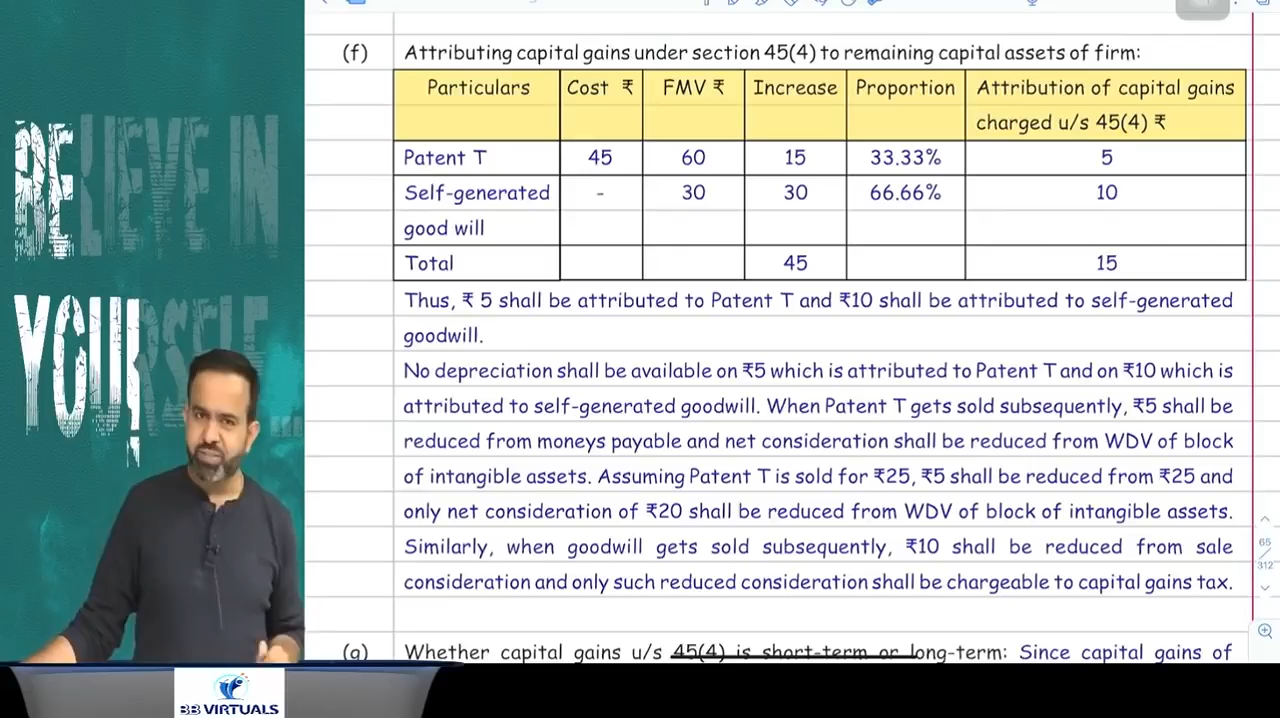 BELIEVE IN
YOURSELF
(f) Attributing capital gains under section 45(4) to remaining capital assets of firm:
Particulars Cost ₹ FMV ₹ Increase Proportion Attribution of capital gains
charged u/s 45(4) ₹
Patent T 45 60 15 33.33% 5
Self-generated - 30 30 66.66% 10
good will
Total 45 15
Thus, ₹ 5 shall be attributed to Patent T and ₹10 shall be attributed to self-generated
goodwill.
No depreciation shall be available on ₹5 which is attributed to Patent T and on ₹10 which is
attributed to self-generated goodwill. When Patent T gets sold subsequently, ₹5 shall be
reduced from moneys payable and net consideration shall be reduced from WDV of block
of intangible assets. Assuming Patent T is sold for ₹25, ₹5 shall be reduced from ₹25 and
only net consideration of ₹20 shall be reduced from WDV of block of intangible assets.
Similarly, when goodwill gets sold subsequently, ₹10 shall be reduced from sale
consideration and only such reduced consideration shall be chargeable to capital gains tax.
(g) Whether capital gains u/s 45(4) is short-term or long-term: Since capital gains of
65
312
BB VIRTUALS